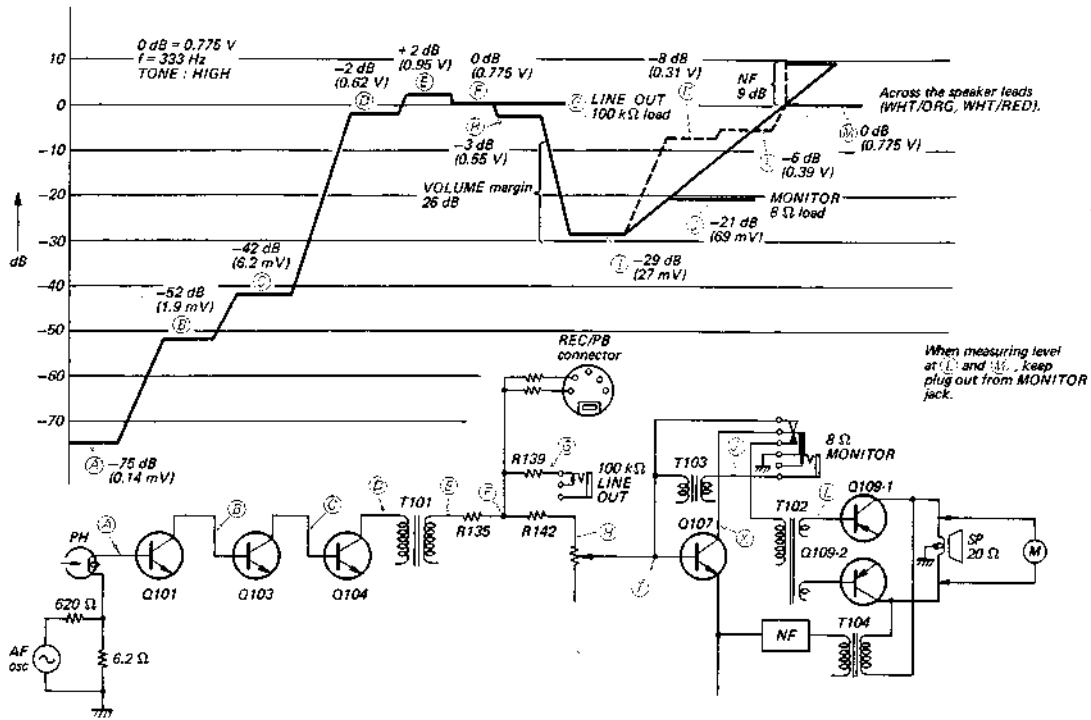 0 dB = 0.775 V
f = 333 Hz
TONE : HIGH
10
0
−10
−20
−30
dB
−40
−50
−60
−70
A −75 dB
(0.14 mV)
−52 dB
(1.9 mV)
B
−42 dB
(6.2 mV)
C
−2 dB
(0.62 V)
D
+2 dB
(0.95 V)
E
0 dB
(0.775 V)
F
G LINE OUT
100 kΩ load
H
−3 dB
(0.55 V)
VOLUME margin
26 dB
I −29 dB
(27 mV)
−8 dB
(0.31 V)
NF
9 dB
MONITOR
8 Ω load
J −21 dB
(69 mV)
L −6 dB
(0.39 V)
M 0 dB
(0.775 V)
Across the speaker leads
(WHT/ORG, WHT/RED).
When measuring level
at L and M, keep
plug out from MONITOR
jack.
REC/PB
connector
PH
A
Q101
B
Q103
C
Q104
D
T101
E
R135
F
R139
G
100 kΩ
LINE
OUT
R142
H
I
T103
J
8 Ω
MONITOR
Q107
K
T102
L
Q109-1
Q109-2
SP
20 Ω
M
NF
T104
620 Ω
AF
osc
6.2 Ω